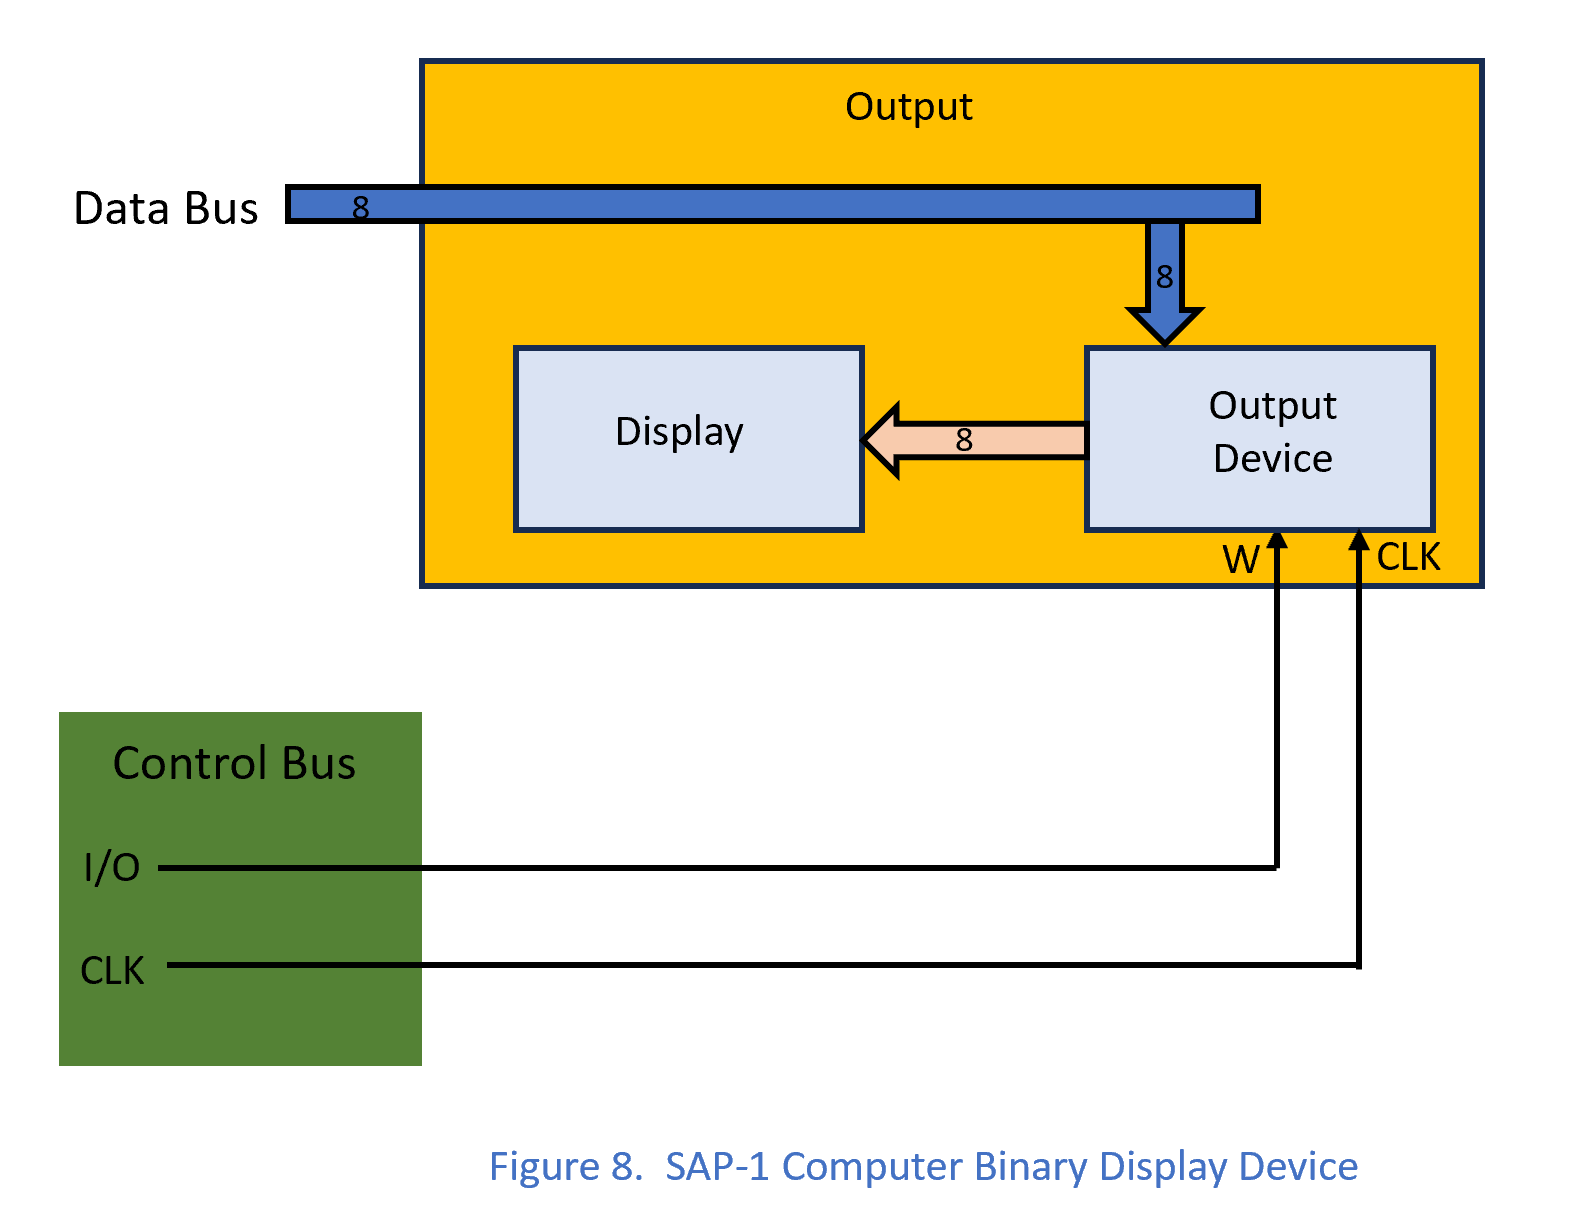 Output
Data Bus
8
8
Display
8
Output
Device
W
CLK
Control Bus
I/O
CLK
Figure 8.  SAP-1 Computer Binary Display Device